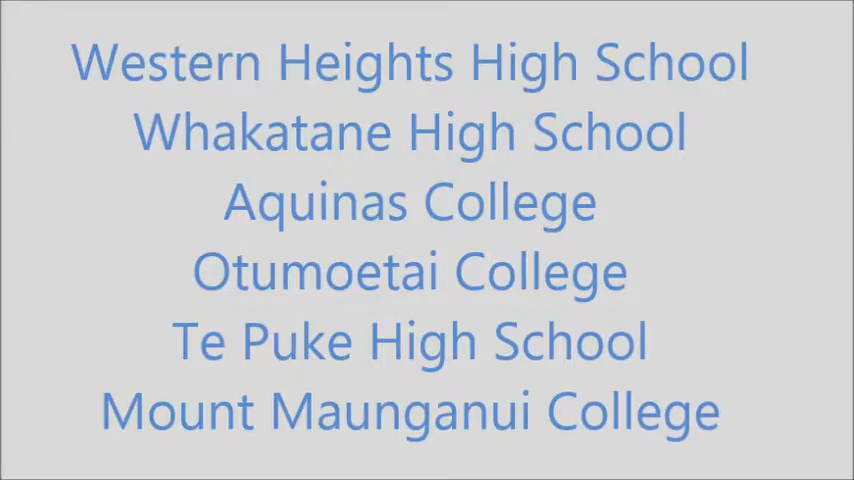 Western Heights High School
Whakatane High School
Aquinas College
Otumoetai College
Te Puke High School
Mount Maunganui College